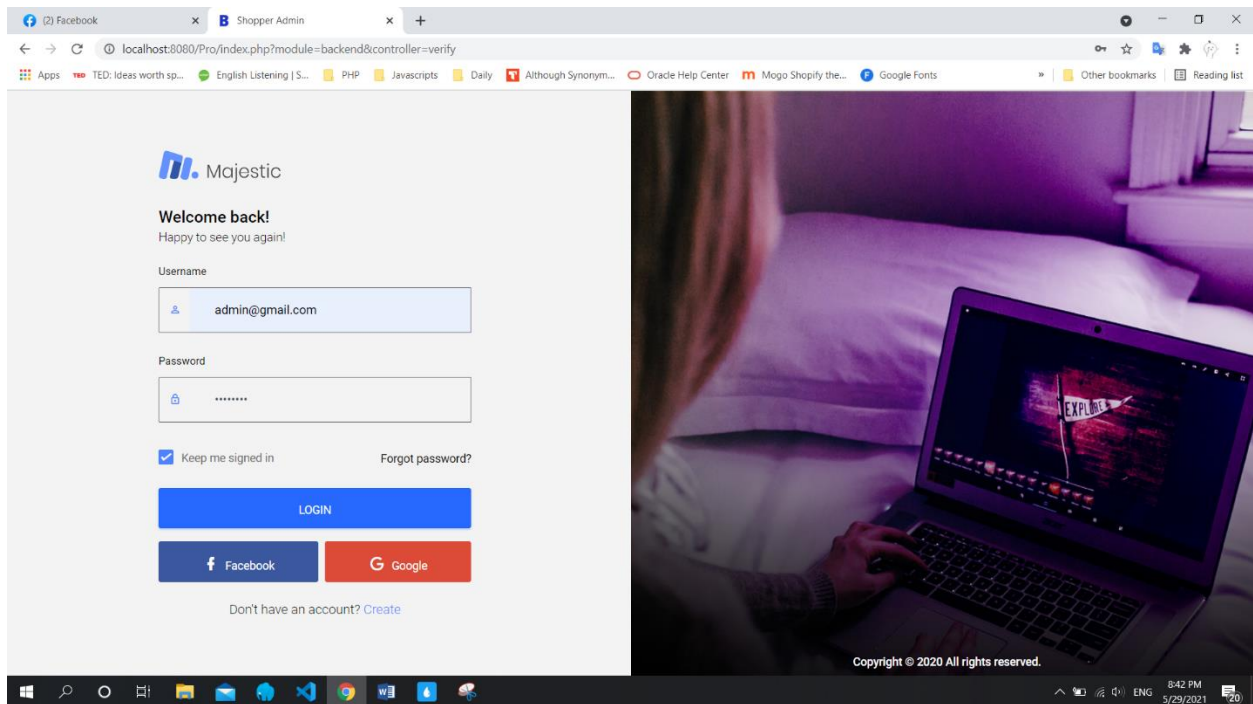 (2) Facebook
B Shopper Admin
localhost:8080/Pro/index.php?module=backend&controller=verify
Apps TED TED: Ideas worth sp... English Listening | S... PHP Javascripts Daily Although Synonym... Oracle Help Center m Mogo Shopify the... F Google Fonts » Other bookmarks Reading list
Majestic
Welcome back!
Happy to see you again!
Username
admin@gmail.com
Password
••••••••
Keep me signed in Forgot password?
LOGIN
f Facebook G Google
Don't have an account? Create
EXPLORE
Copyright © 2020 All rights reserved.
ENG 8:42 PM
5/29/2021 20